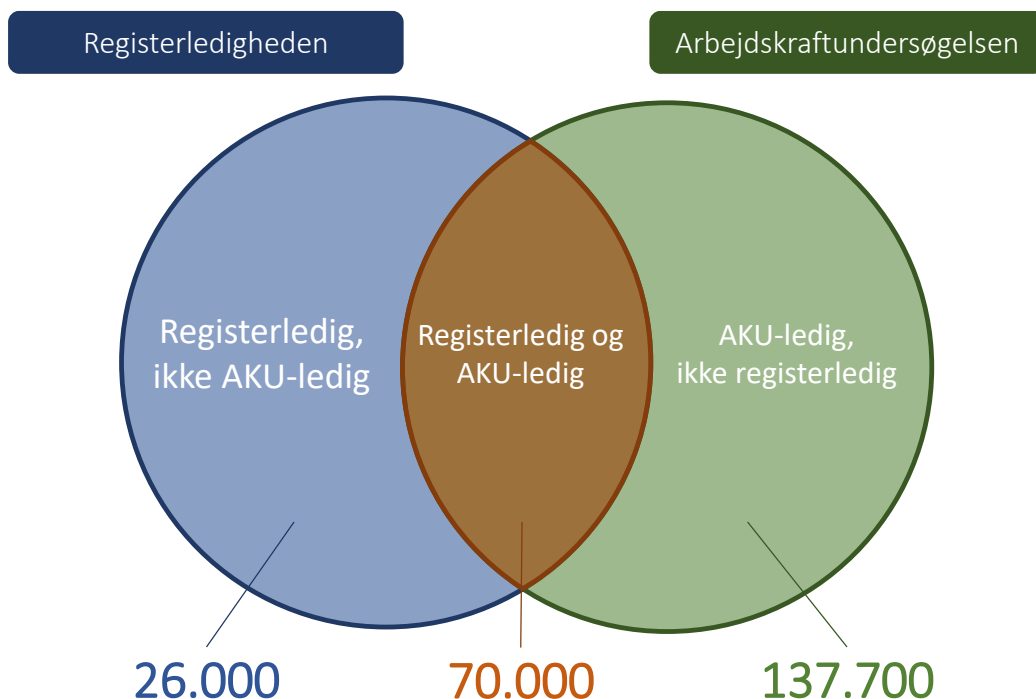 Registerledigheden
Arbejdskraftundersøgelsen
Registerledig,
ikke AKU-ledig
Registerledig og
AKU-ledig
AKU-ledig,
ikke registerledig
26.000
70.000
137.700